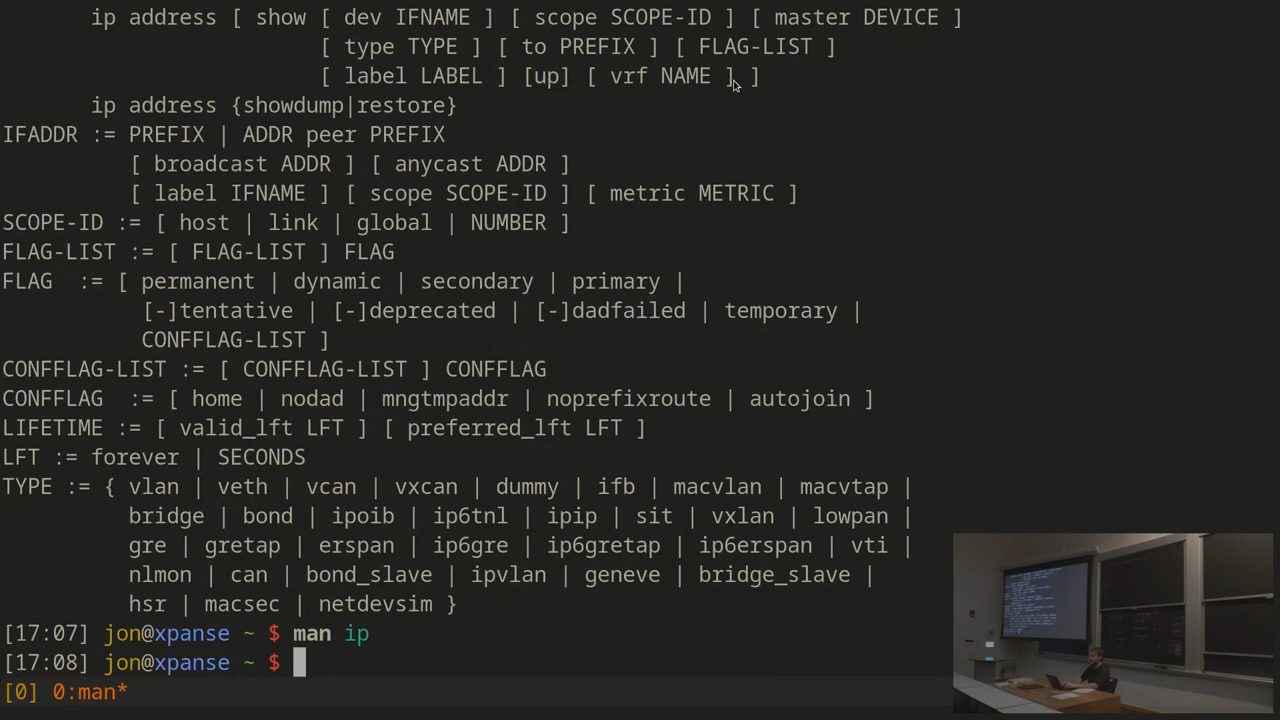 ip address [ show [ dev IFNAME ] [ scope SCOPE-ID ] [ master DEVICE ]
[ type TYPE ] [ to PREFIX ] [ FLAG-LIST ]
[ label LABEL ] [up] [ vrf NAME ] ]
ip address {showdump|restore}
IFADDR := PREFIX | ADDR peer PREFIX
[ broadcast ADDR ] [ anycast ADDR ]
[ label IFNAME ] [ scope SCOPE-ID ] [ metric METRIC ]
SCOPE-ID := [ host | link | global | NUMBER ]
FLAG-LIST := [ FLAG-LIST ] FLAG
FLAG  := [ permanent | dynamic | secondary | primary |
[-]tentative | [-]deprecated | [-]dadfailed | temporary |
CONFFLAG-LIST ]
CONFFLAG-LIST := [ CONFFLAG-LIST ] CONFFLAG
CONFFLAG  := [ home | nodad | mngtmpaddr | noprefixroute | autojoin ]
LIFETIME := [ valid_lft LFT ] [ preferred_lft LFT ]
LFT := forever | SECONDS
TYPE := { vlan | veth | vcan | vxcan | dummy | ifb | macvlan | macvtap |
bridge | bond | ipoib | ip6tnl | ipip | sit | vxlan | lowpan |
gre | gretap | erspan | ip6gre | ip6gretap | ip6erspan | vti |
nlmon | can | bond_slave | ipvlan | geneve | bridge_slave |
hsr | macsec | netdevsim }
[17:07] jon@xpanse ~ $ man ip
[17:08] jon@xpanse ~ $
[0] 0:man*